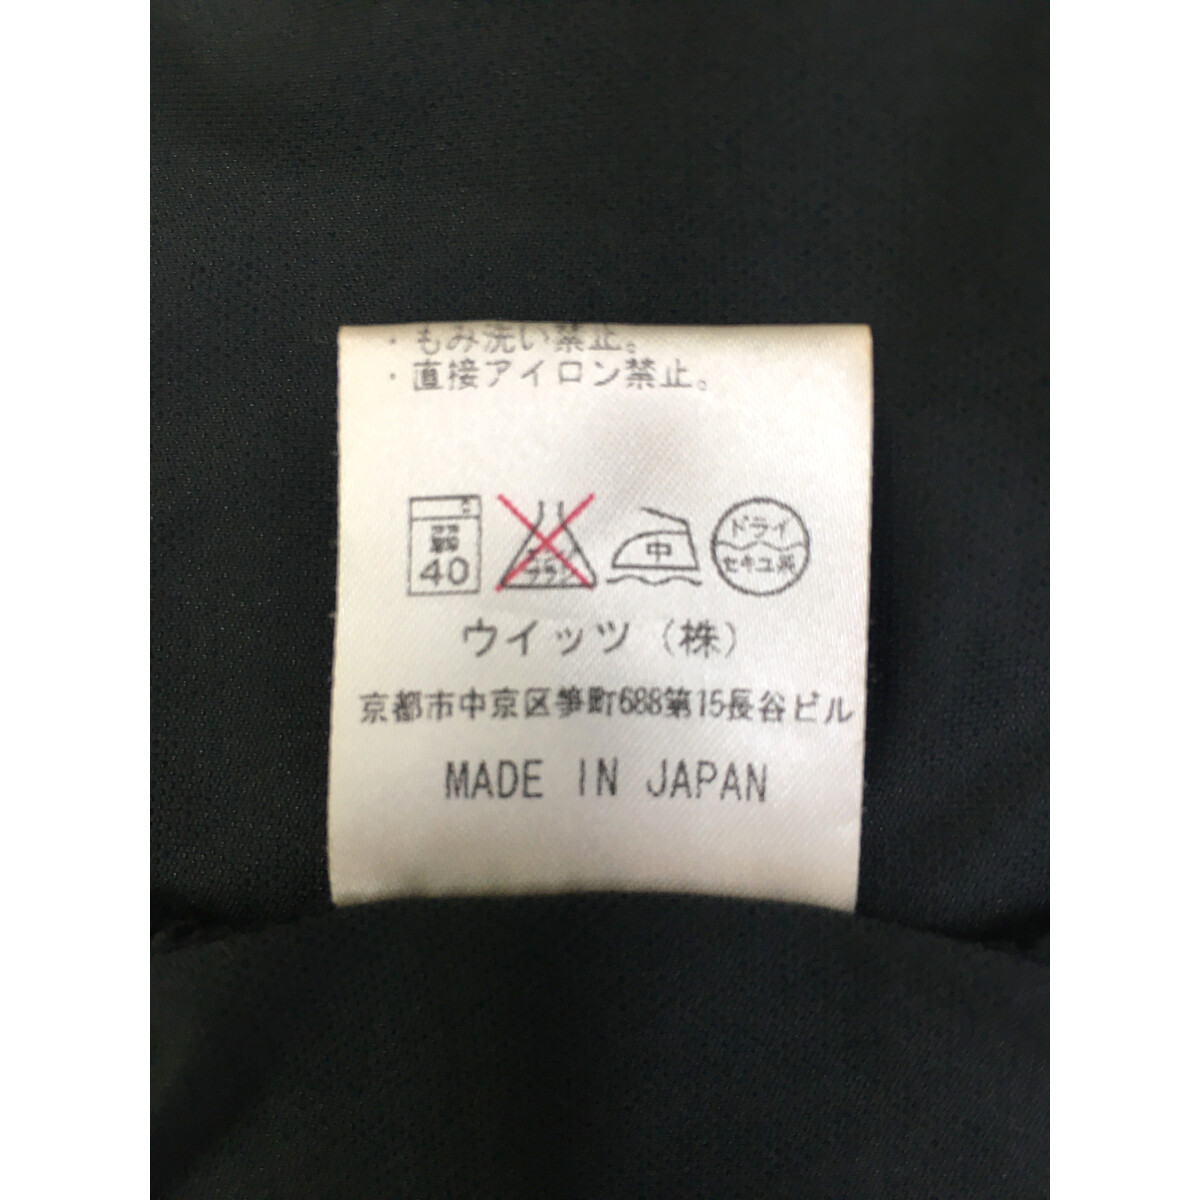 ・もみ洗い禁止。
・直接アイロン禁止。
40
中
ドライ
セキユ系
ウイッツ（株）
京都市中京区笋町688第15長谷ビル
MADE IN JAPAN